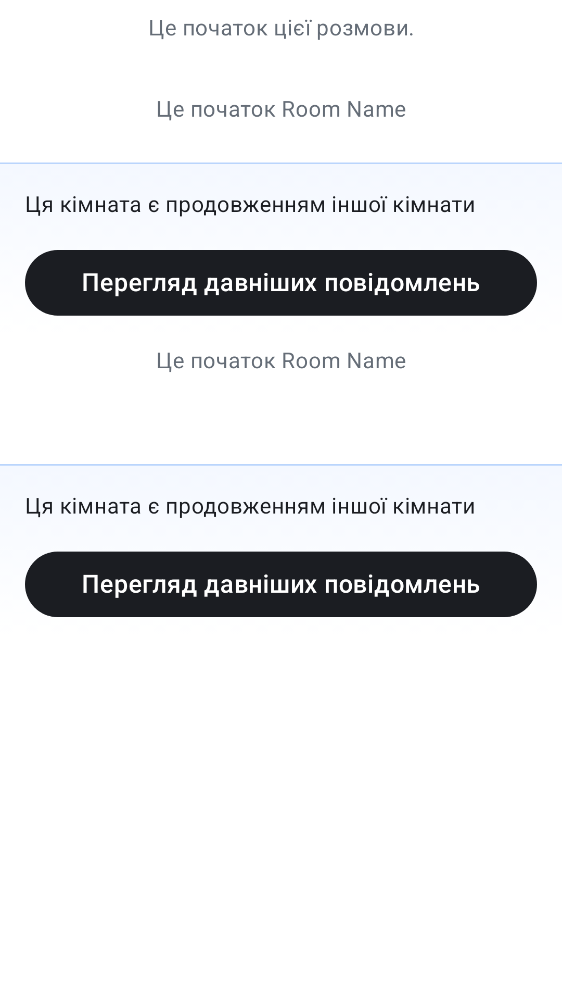 Це початок цієї розмови.
Це початок Room Name
Ця кімната є продовженням іншої кімнати
Перегляд давніших повідомлень
Це початок Room Name
Ця кімната є продовженням іншої кімнати
Перегляд давніших повідомлень